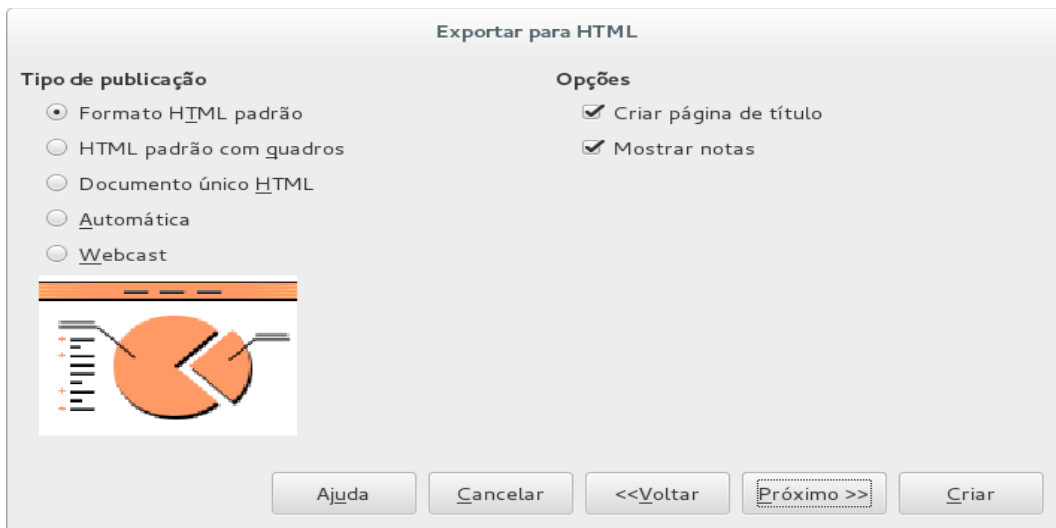 Exportar para HTML
Tipo de publicação
Formato HTML padrão
HTML padrão com quadros
Documento único HTML
Automática
Webcast
Opções
Criar página de título
Mostrar notas
Ajuda
Cancelar
<<Voltar
Próximo >>
Criar